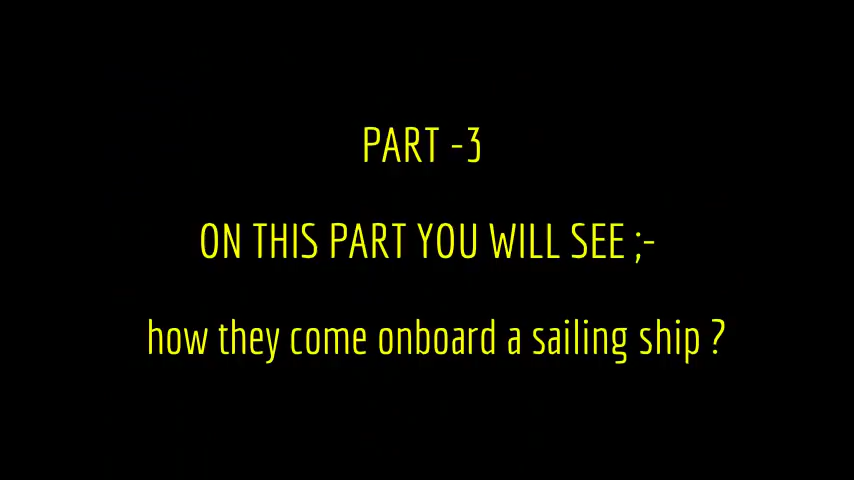 PART -3
ON THIS PART YOU WILL SEE ;-
how they come onboard a sailing ship ?